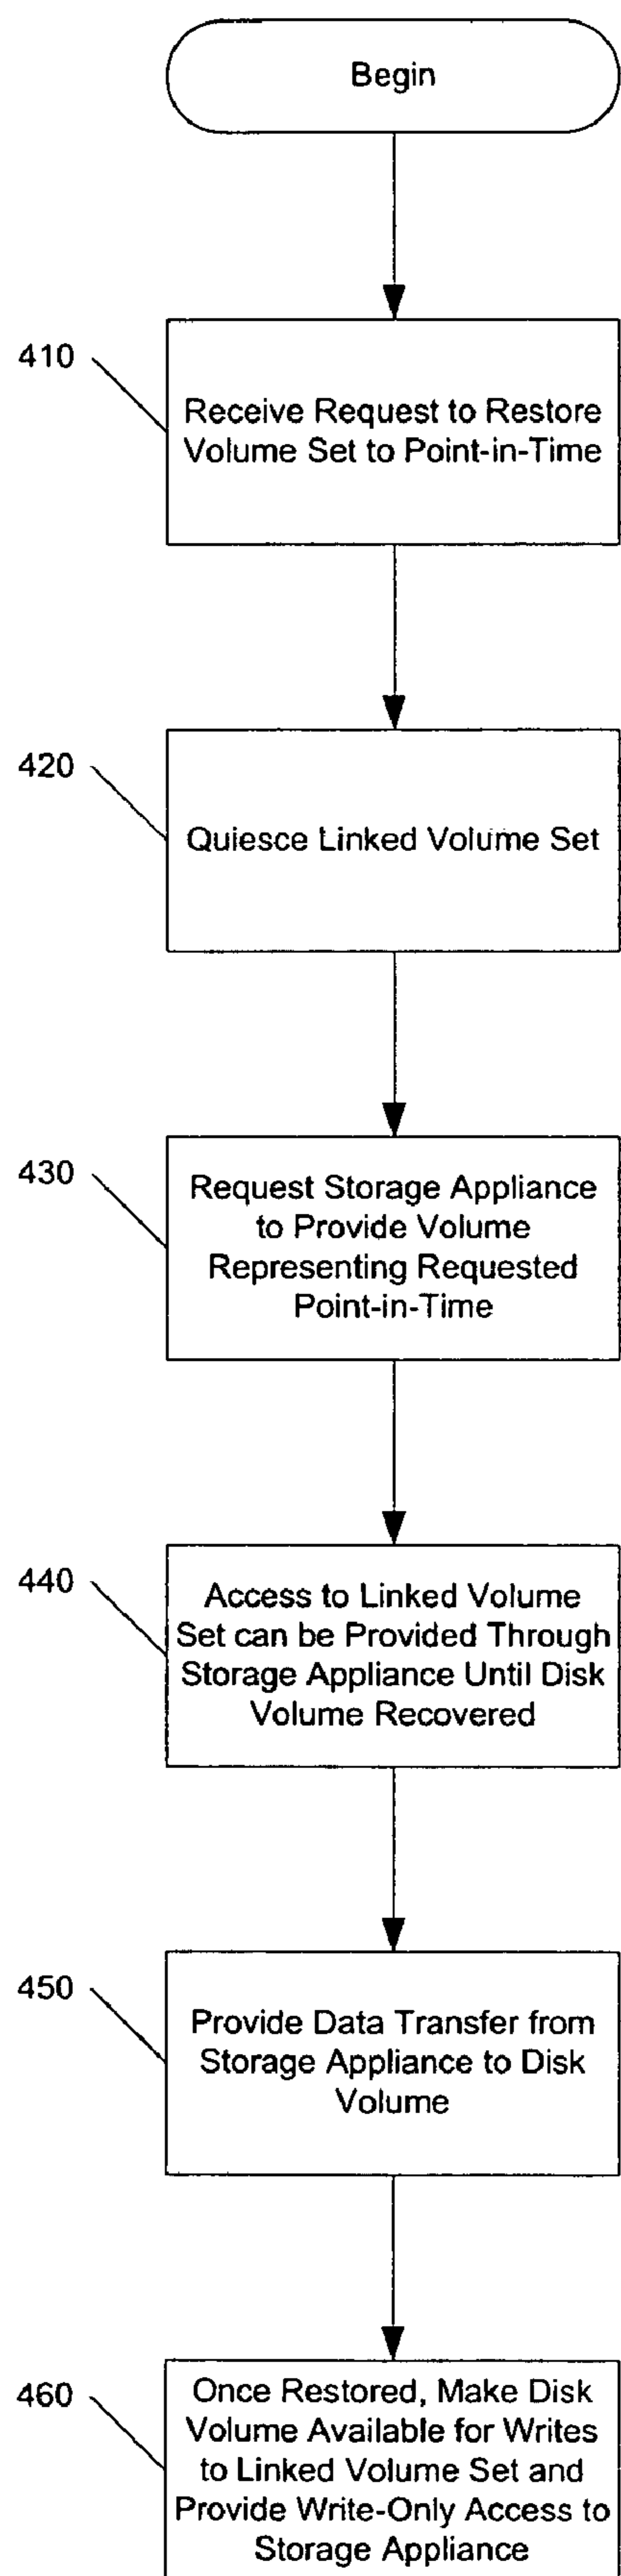 Begin
410
Receive Request to Restore
Volume Set to Point-in-Time
420
Quiesce Linked Volume Set
430
Request Storage Appliance
to Provide Volume
Representing Requested
Point-in-Time
440
Access to Linked Volume
Set can be Provided Through
Storage Appliance Until Disk
Volume Recovered
450
Provide Data Transfer from
Storage Appliance to Disk
Volume
460
Once Restored, Make Disk
Volume Available for Writes
to Linked Volume Set and
Provide Write-Only Access to
Storage Appliance